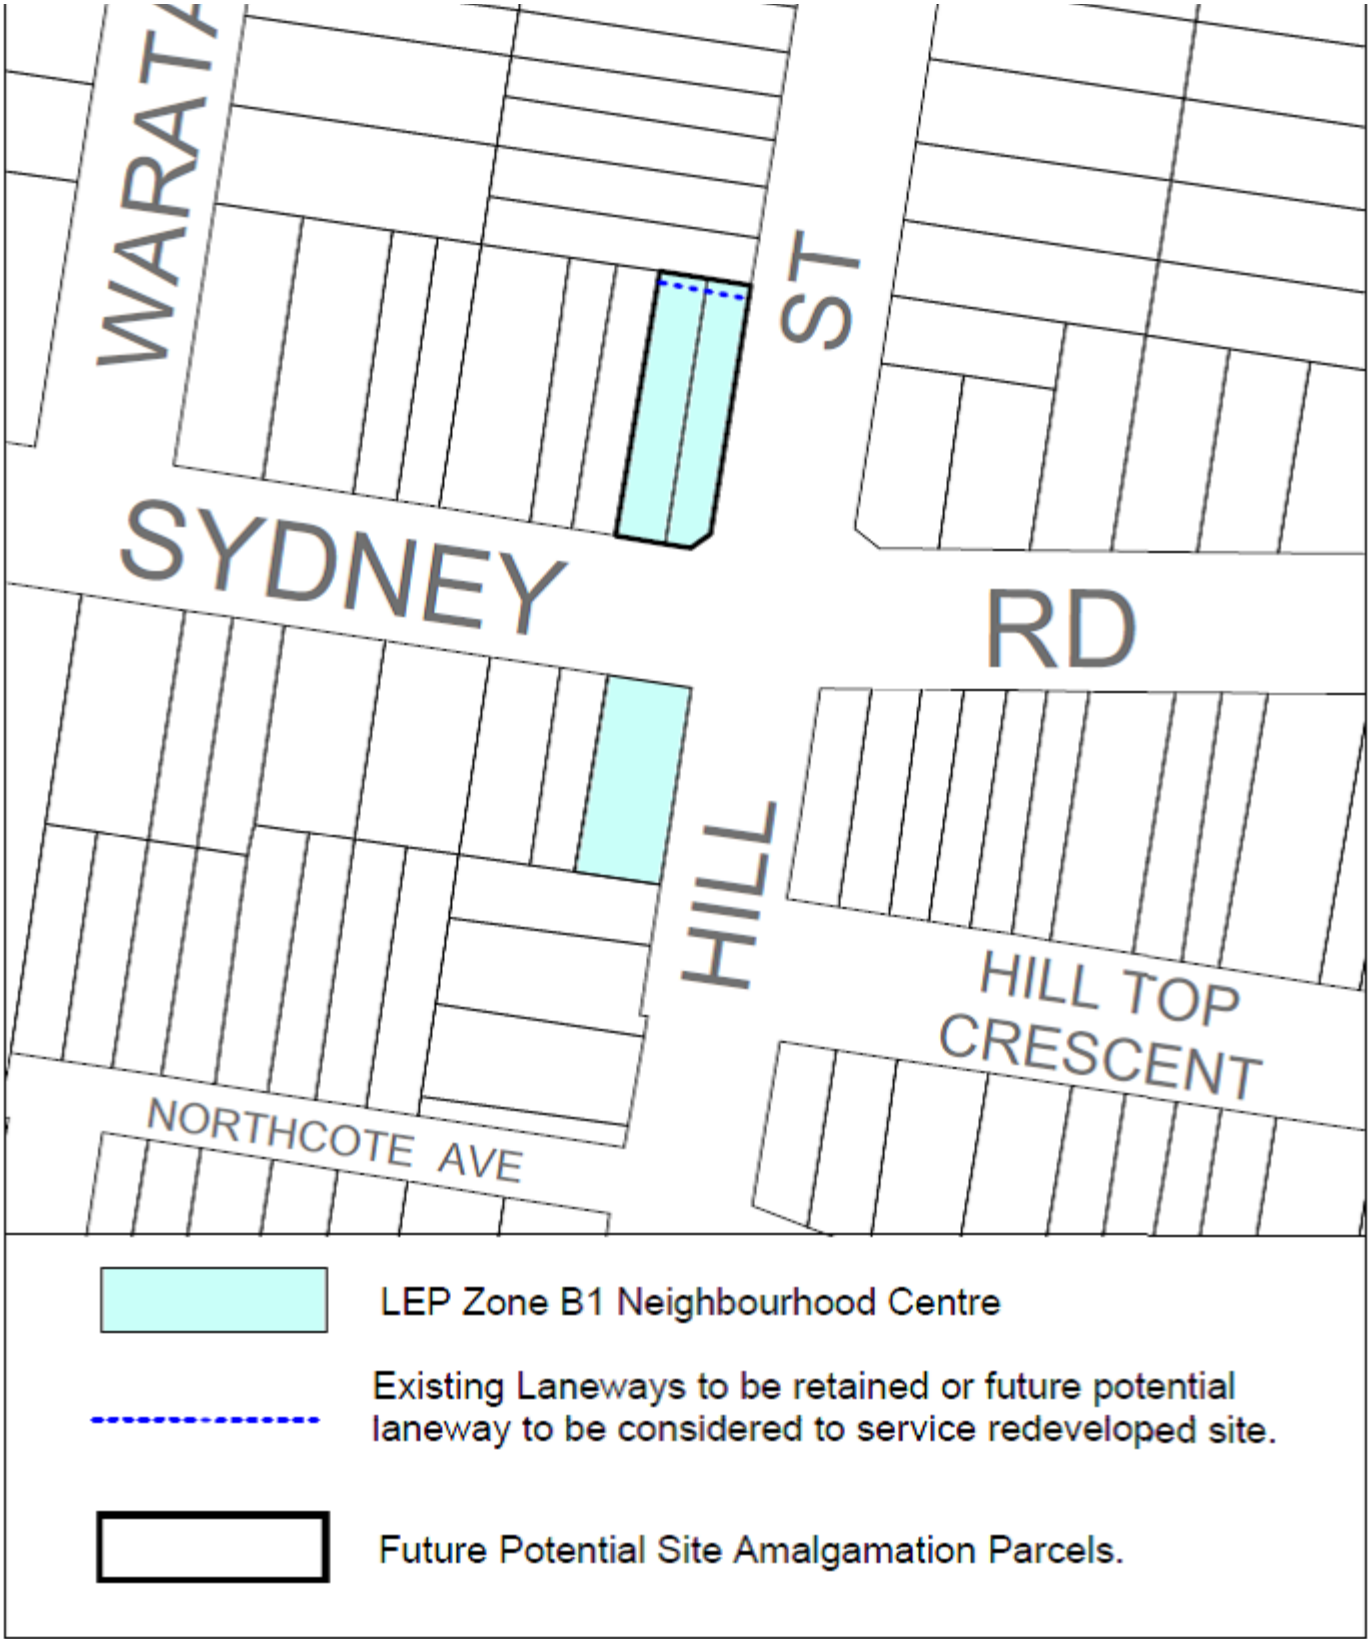 WARATA
ST
SYDNEY
RD
HILL
HILL TOP
CRESCENT
NORTHCOTE AVE
LEP Zone B1 Neighbourhood Centre
Existing Laneways to be retained or future potential
laneway to be considered to service redeveloped site.
Future Potential Site Amalgamation Parcels.